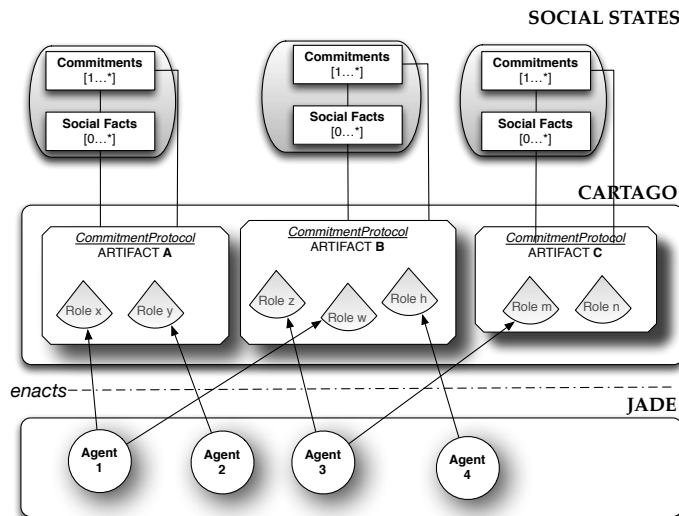 SOCIAL STATES
Commitments
[1...*]
Social Facts
[0...*]
Commitments
[1...*]
Social Facts
[0...*]
Commitments
[1...*]
Social Facts
[0...*]
CARTAGO
CommitmentProtocol
ARTIFACT A
Role x
Role y
CommitmentProtocol
ARTIFACT B
Role z
Role w
Role h
CommitmentProtocol
ARTIFACT C
Role m
Role n
enacts
JADE
Agent
1
Agent
2
Agent
3
Agent
4